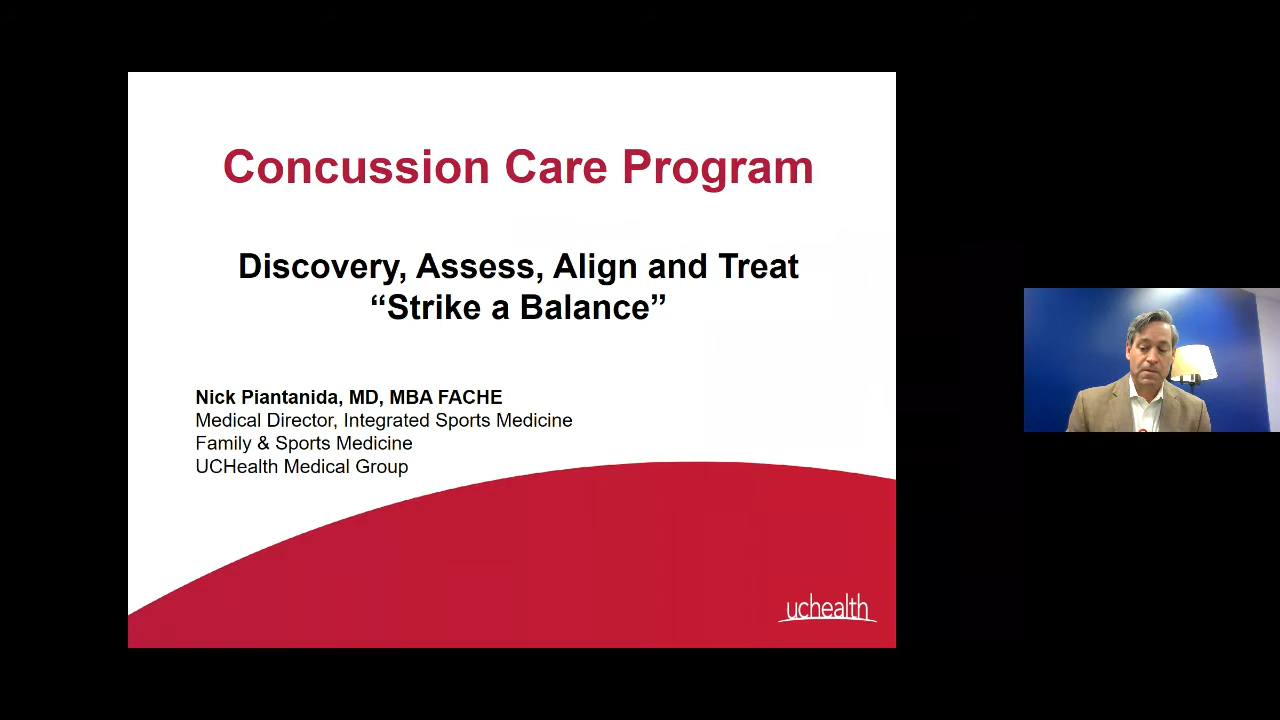 Concussion Care Program
Discovery, Assess, Align and Treat
“Strike a Balance”
Nick Piantanida, MD, MBA FACHE
Medical Director, Integrated Sports Medicine
Family & Sports Medicine
UCHealth Medical Group
uchealth